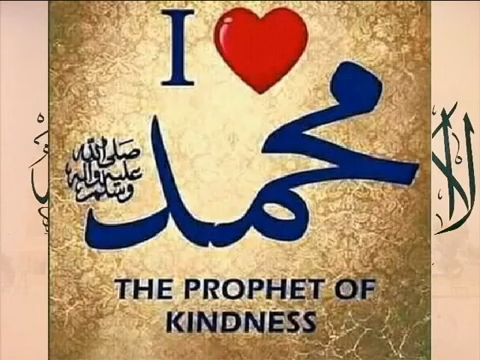 I ❤
محمد
صلى الله
عليه وآله
وسلم
THE PROPHET OF
KINDNESS